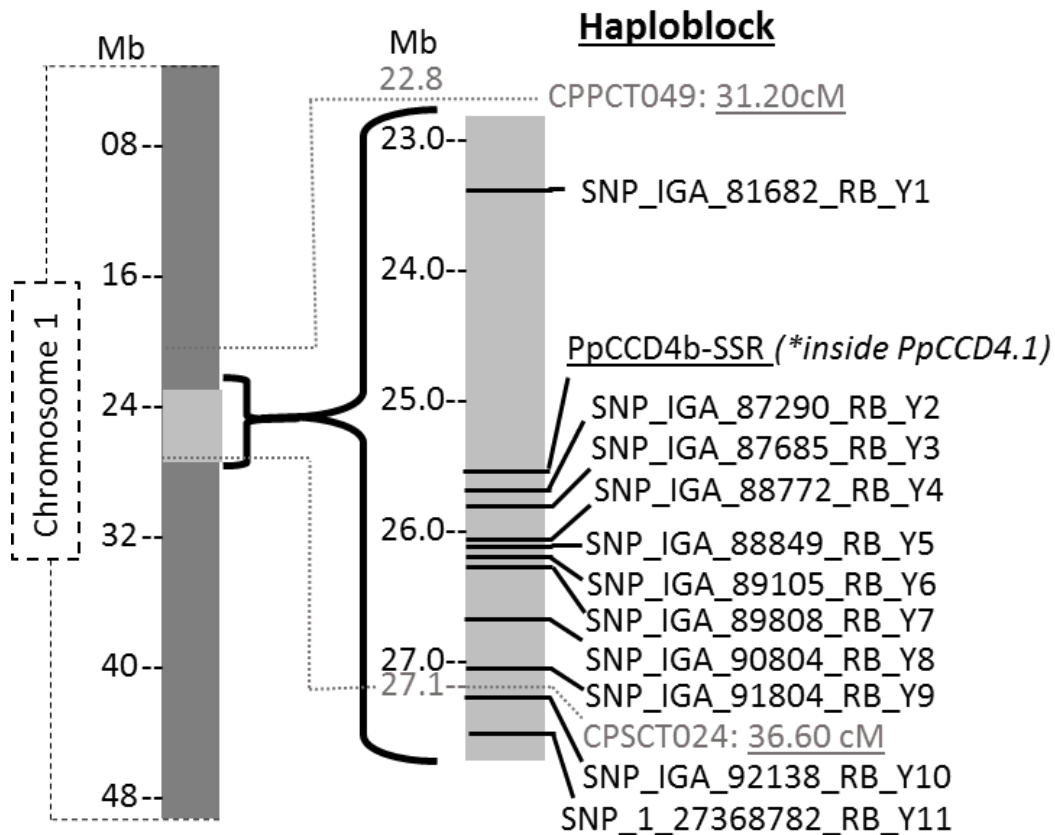 Haploblock
Mb
Mb
22.8
CPPCT049: 31.20cM
08--
23.0--
SNP_IGA_81682_RB_Y1
16--
24.0--
Chromosome 1
PpCCD4b-SSR (*inside PpCCD4.1)
24--
25.0--
SNP_IGA_87290_RB_Y2
SNP_IGA_87685_RB_Y3
SNP_IGA_88772_RB_Y4
32--
26.0--
SNP_IGA_88849_RB_Y5
SNP_IGA_89105_RB_Y6
SNP_IGA_89808_RB_Y7
40--
27.0--
SNP_IGA_90804_RB_Y8
27.1--
SNP_IGA_91804_RB_Y9
CPSCT024: 36.60 cM
SNP_IGA_92138_RB_Y10
48--
SNP_1_27368782_RB_Y11